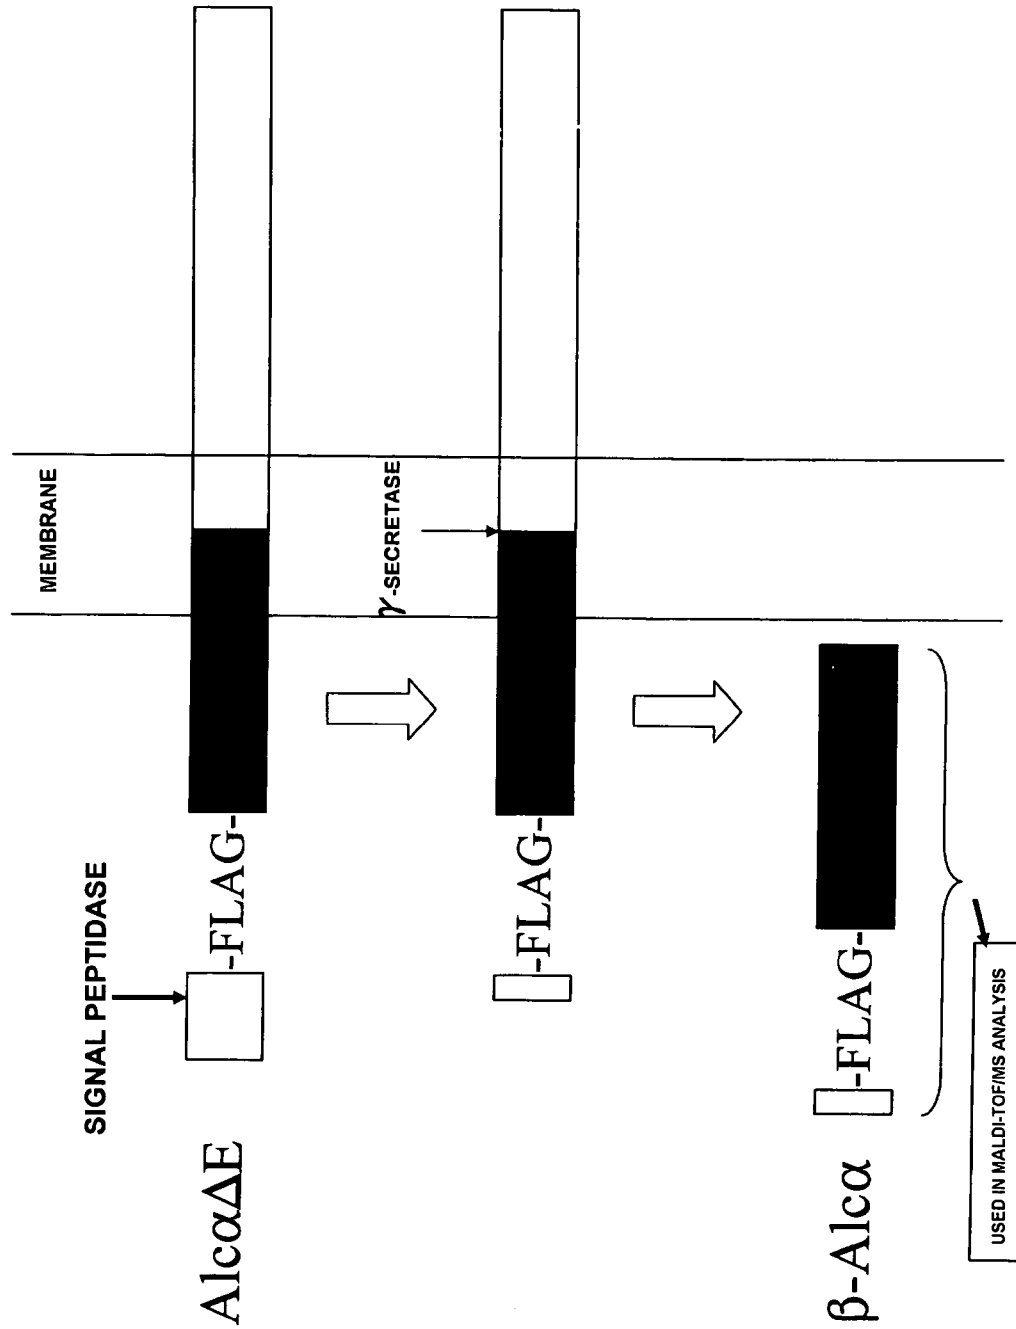 MEMBRANE
SIGNAL PEPTIDASE
AlcαΔE
-FLAG-
γ-SECRETASE
-FLAG-
β-Alcα
-FLAG-
USED IN MALDI-TOF/MS ANALYSIS